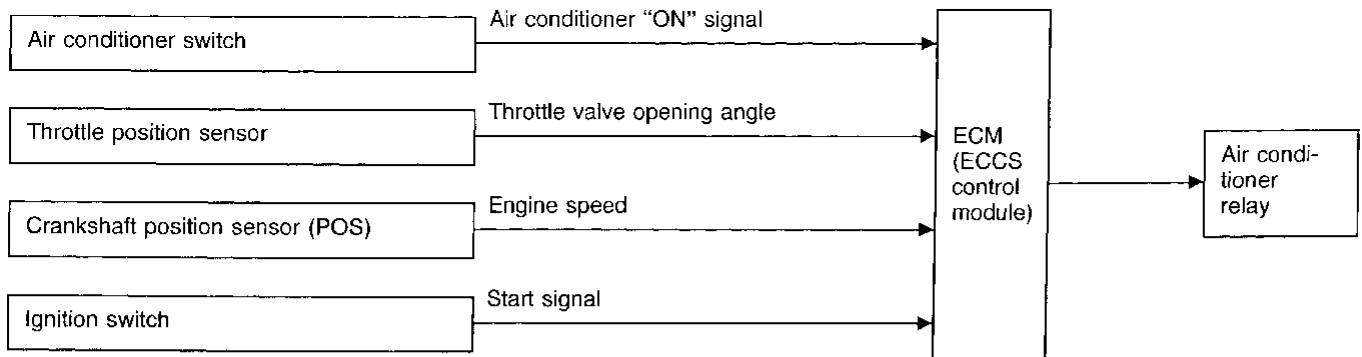 Air conditioner switch
Air conditioner “ON” signal
Throttle position sensor
Throttle valve opening angle
Crankshaft position sensor (POS)
Engine speed
Ignition switch
Start signal
ECM
(ECCS
control
module)
Air condi-
tioner
relay